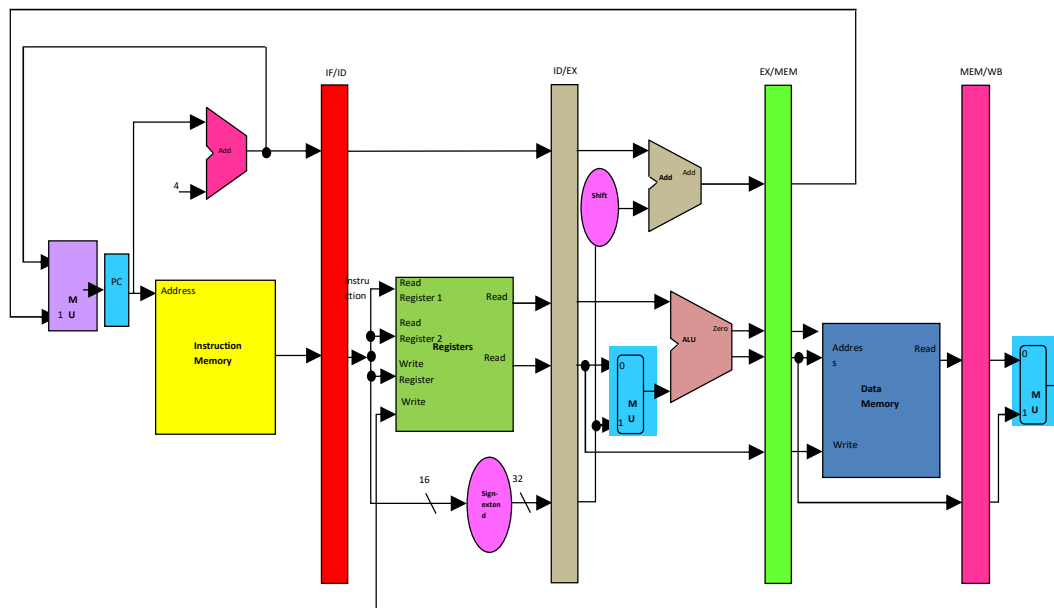 IF/ID
ID/EX
EX/MEM
MEM/WB
Add
4
Add
Add
Shift
M
U
1
PC
Address
Instruction
Memory
Instru
ction
Read
Register 1
Read
Register 2
Write
Register
Write
Registers
Read
Read
0
M
U
1
Zero
ALU
Addres
s
Read
Data
Memory
Write
0
M
1
U
16
Sign-
exten
d
32